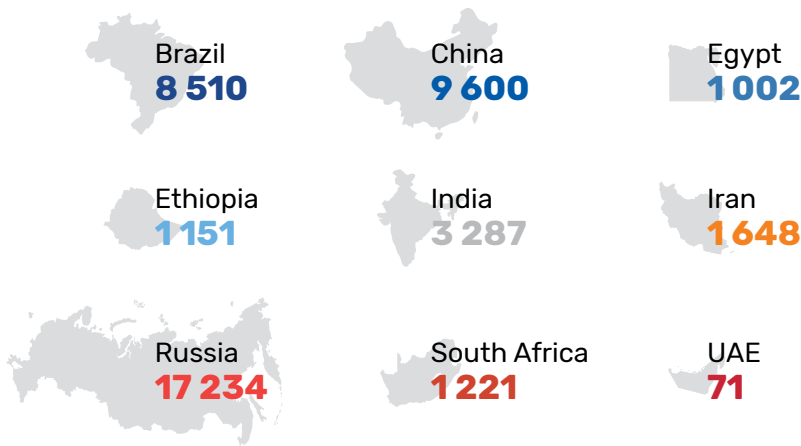 Brazil
8 510
China
9 600
Egypt
1 002
Ethiopia
1 151
India
3 287
Iran
1 648
Russia
17 234
South Africa
1 221
UAE
71